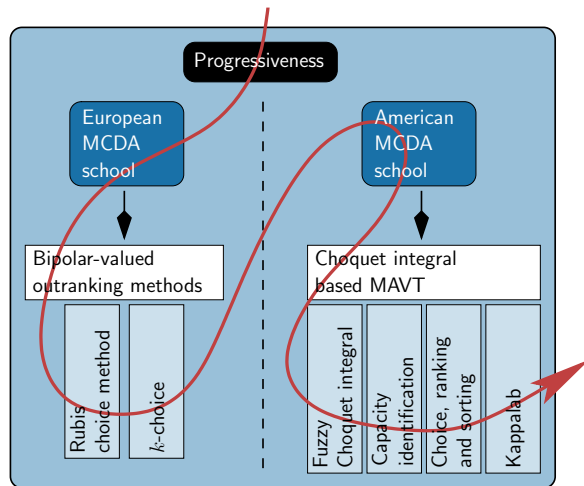 Progressiveness
European
MCDA
school
American
MCDA
school
Bipolar-valued
outranking methods
Choquet integral
based MAVT
Rubis
choice method
k-choice
Fuzzy
Choquet integral
Capacity
identification
Choice, ranking
and sorting
Kappalab